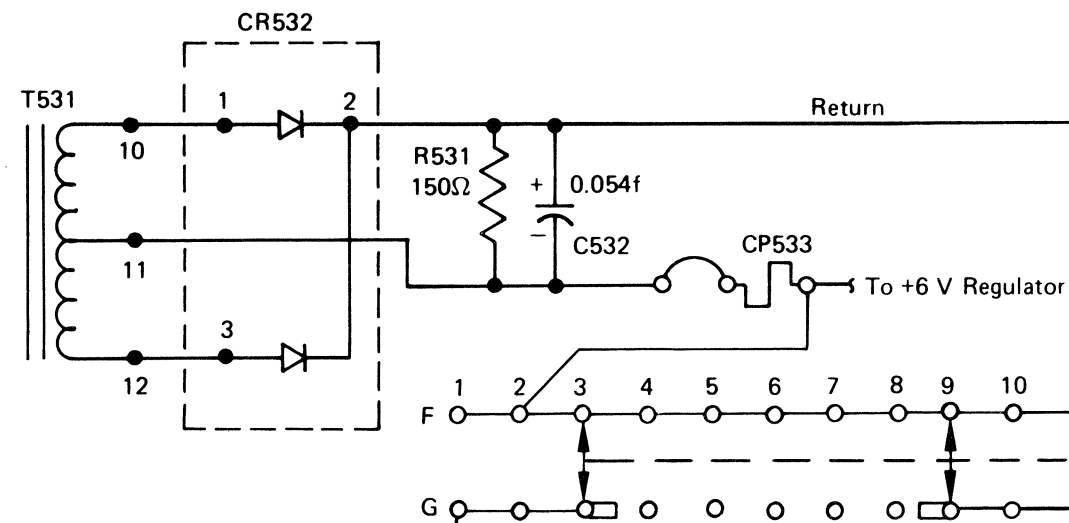 CR532
T531
1
2
10
Return
R531
150Ω
+
0.054f
−
C532
11
CP533
To +6 V Regulator
3
12
F 1 2 3 4 5 6 7 8 9 10
G